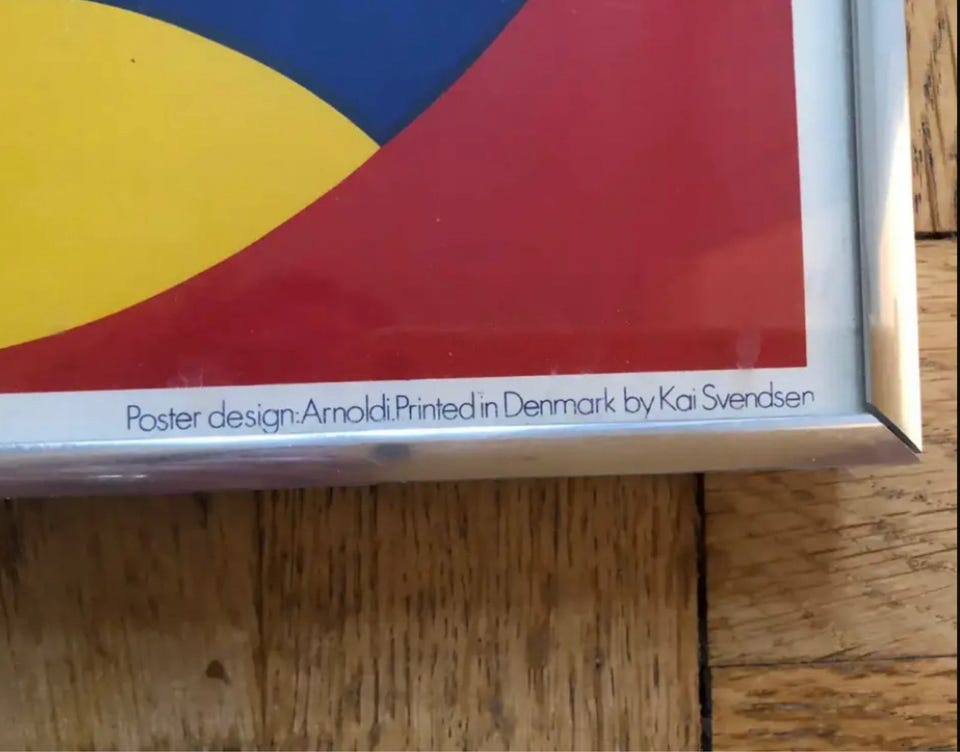 Poster design:Arnoldi.Printed in Denmark by Kai Svendsen